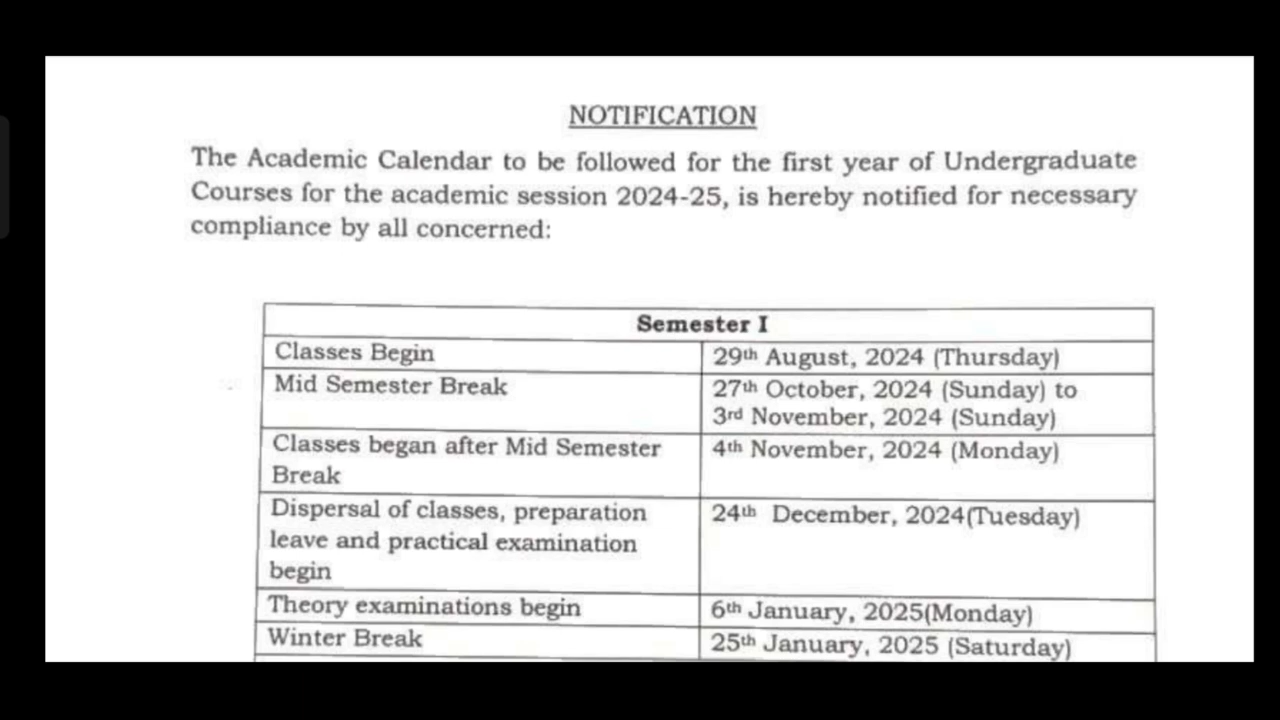 NOTIFICATION
The Academic Calendar to be followed for the first year of Undergraduate
Courses for the academic session 2024-25, is hereby notified for necessary
compliance by all concerned:
Semester I
Classes Begin
29th August, 2024 (Thursday)
Mid Semester Break
27th October, 2024 (Sunday) to
3rd November, 2024 (Sunday)
Classes began after Mid Semester
Break
4th November, 2024 (Monday)
Dispersal of classes, preparation
leave and practical examination
begin
24th December, 2024(Tuesday)
Theory examinations begin
6th January, 2025(Monday)
Winter Break
25th January, 2025 (Saturday)